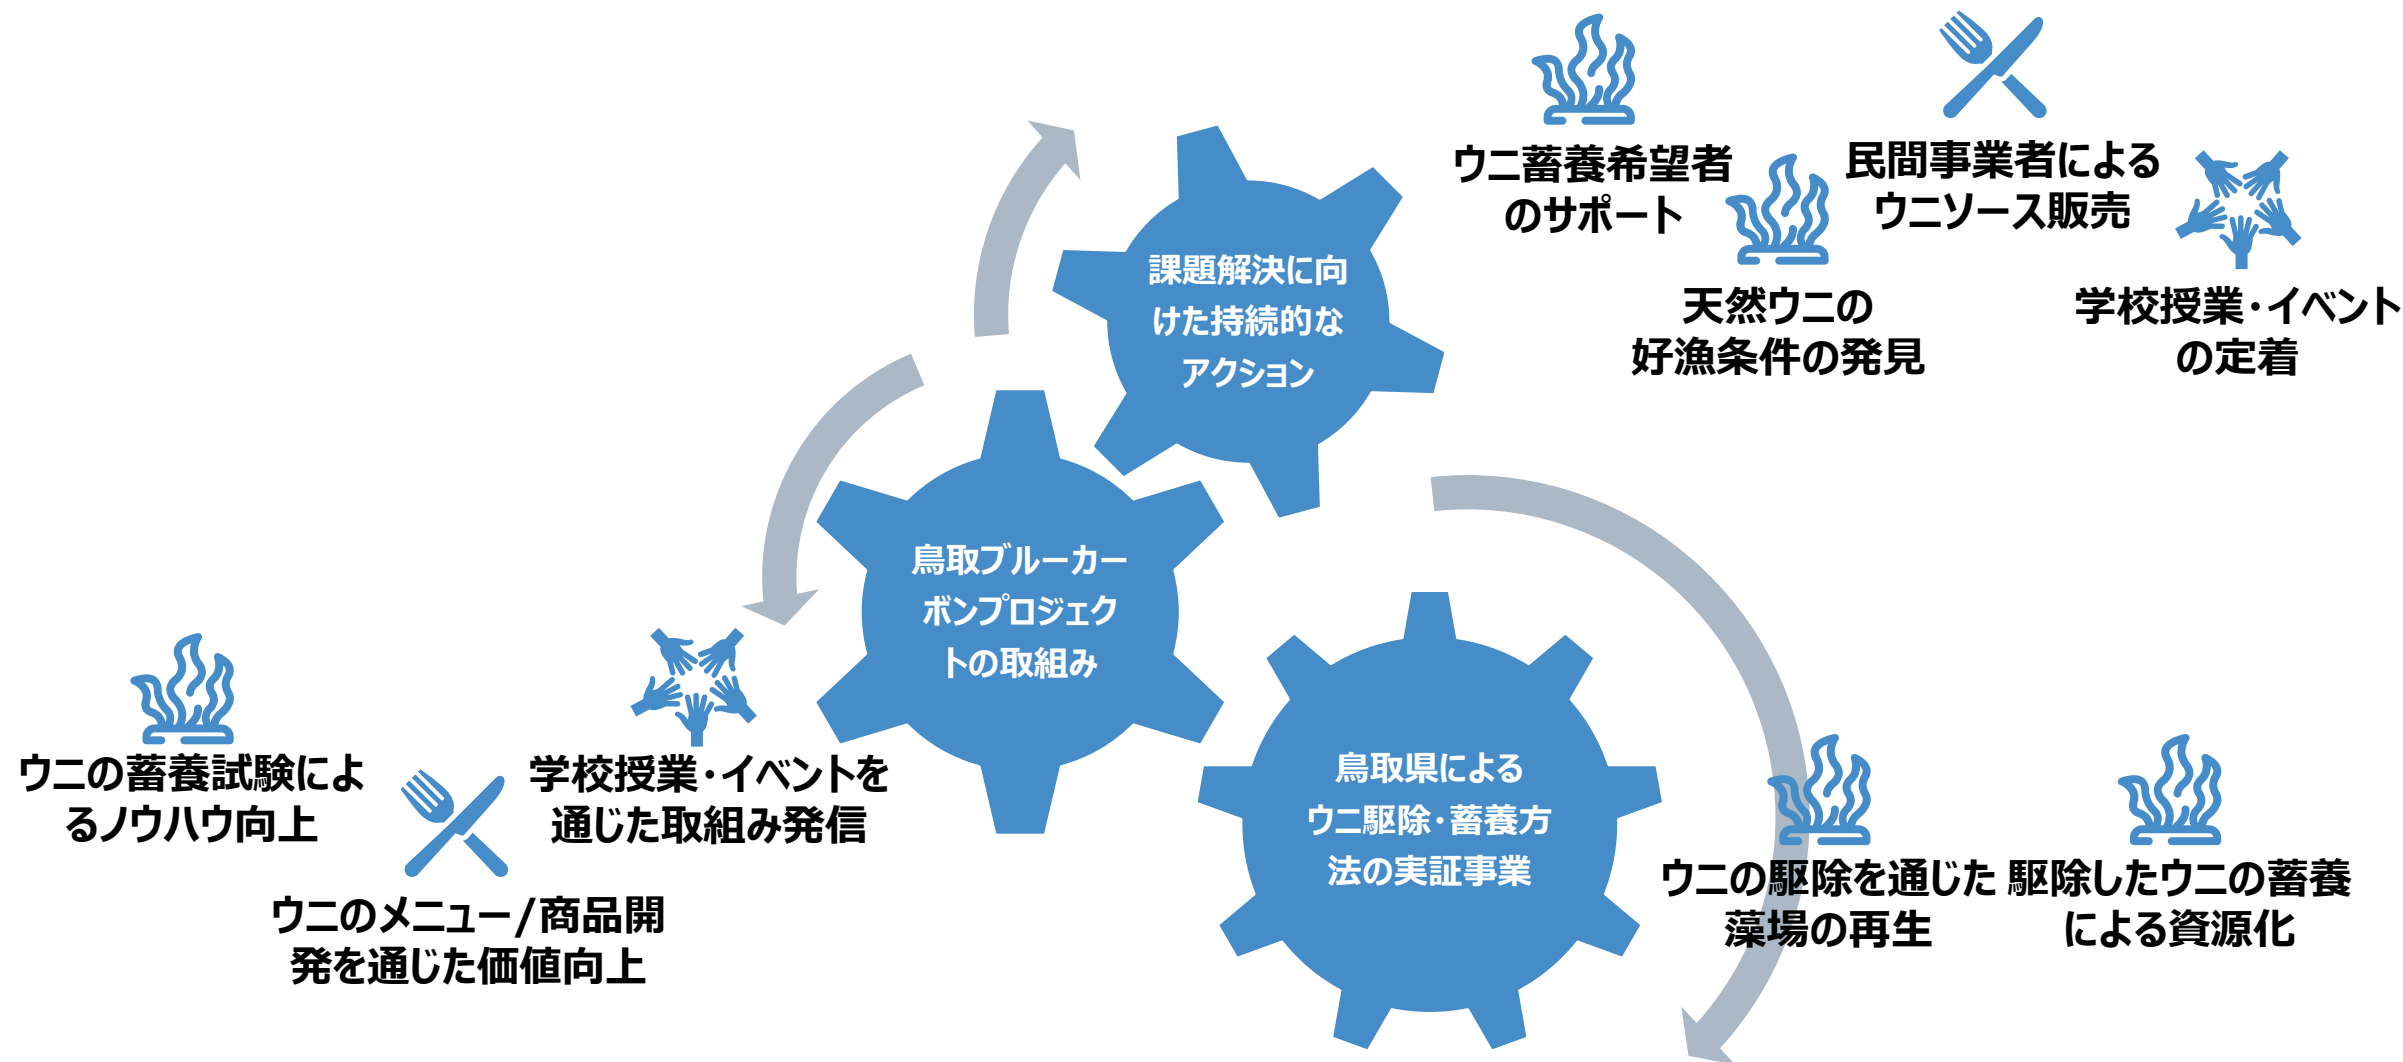 ウニ蓄養希望者
のサポート
民間事業者による
ウニソース販売
天然ウニの
好漁条件の発見
学校授業・イベント
の定着
課題解決に向
けた持続的な
アクション
鳥取ブルーカー
ボンプロジェク
トの取組み
鳥取県による
ウニ駆除・蓄養方
法の実証事業
ウニの蓄養試験によ
るノウハウ向上
ウニのメニュー/商品開
発を通じた価値向上
学校授業・イベントを
通じた取組み発信
ウニの駆除を通じた
藻場の再生
駆除したウニの蓄養
による資源化